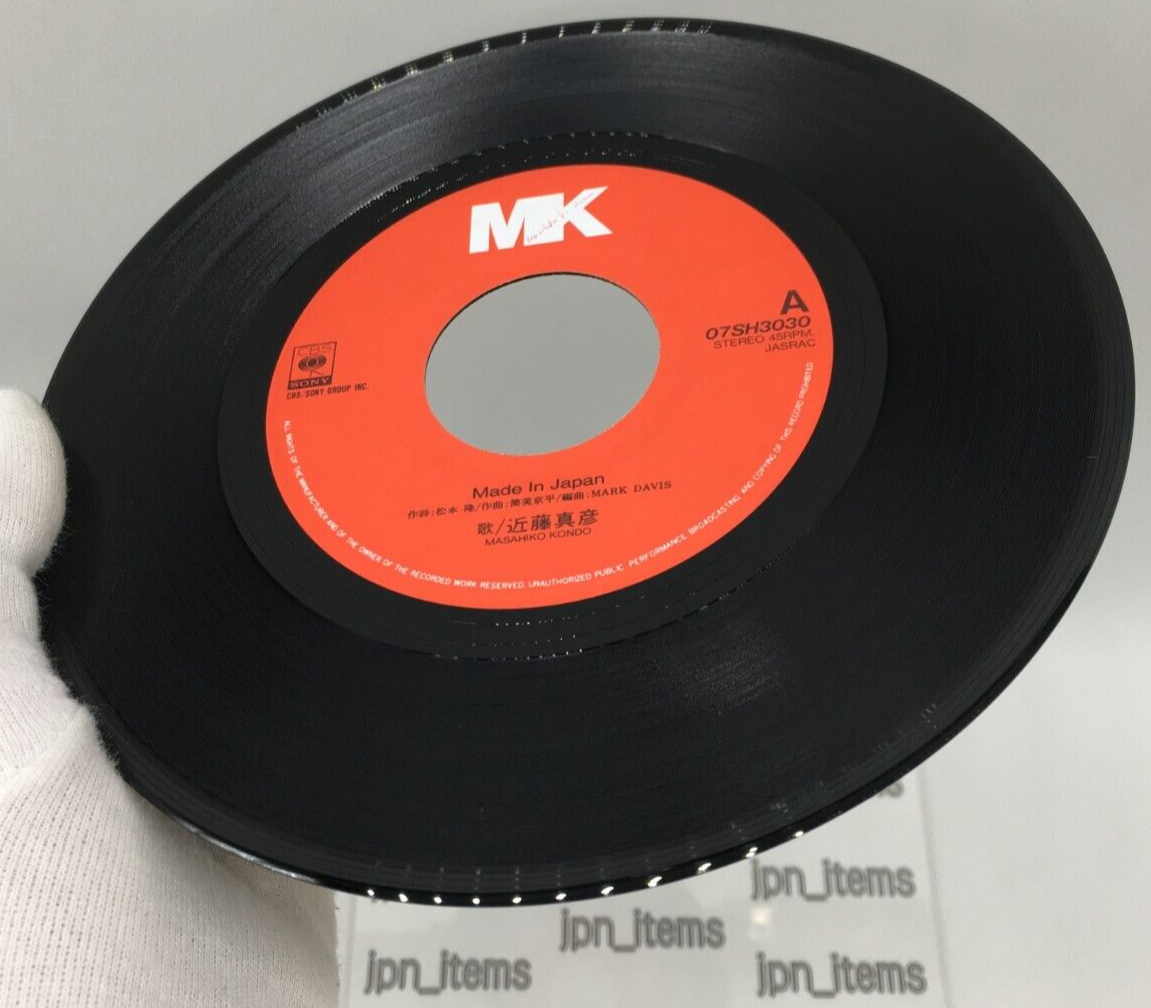 MK
A
07SH3030
STEREO 45RPM.
JASRAC
CBS
SONY
CBS/SONY GROUP INC.
Made In Japan
作詩:松本 隆/作曲:筒美京平/編曲:MARK DAVIS
歌/近藤真彦
MASAHIKO KONDO
ALL RIGHTS OF THE MANUFACTURER AND OF THE OWNER OF THE RECORDED WORK RESERVED. UNAUTHORIZED PUBLIC PERFORMANCE BROADCASTING AND COPYING OF THIS RECORD PROHIBITED
jpn_items
jpn_items
jpn_items
jpn_items